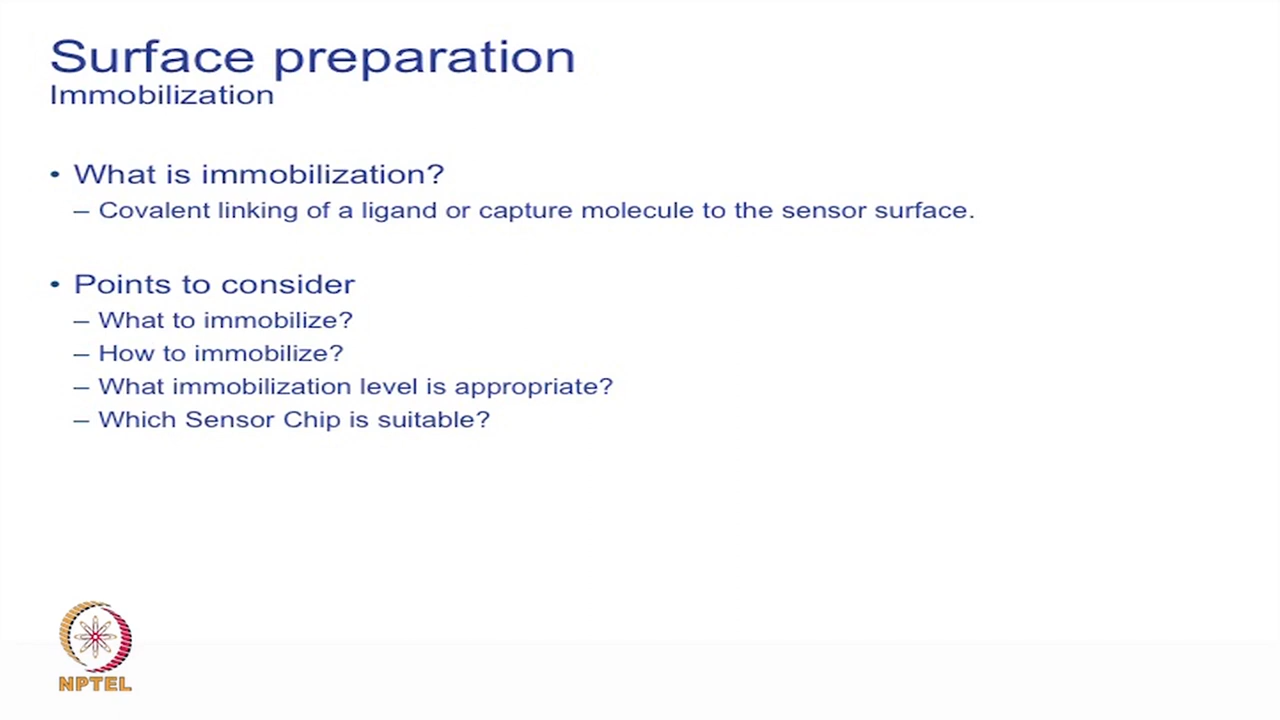 Surface preparation
Immobilization
• What is immobilization?
– Covalent linking of a ligand or capture molecule to the sensor surface.
• Points to consider
– What to immobilize?
– How to immobilize?
– What immobilization level is appropriate?
– Which Sensor Chip is suitable?
NPTEL